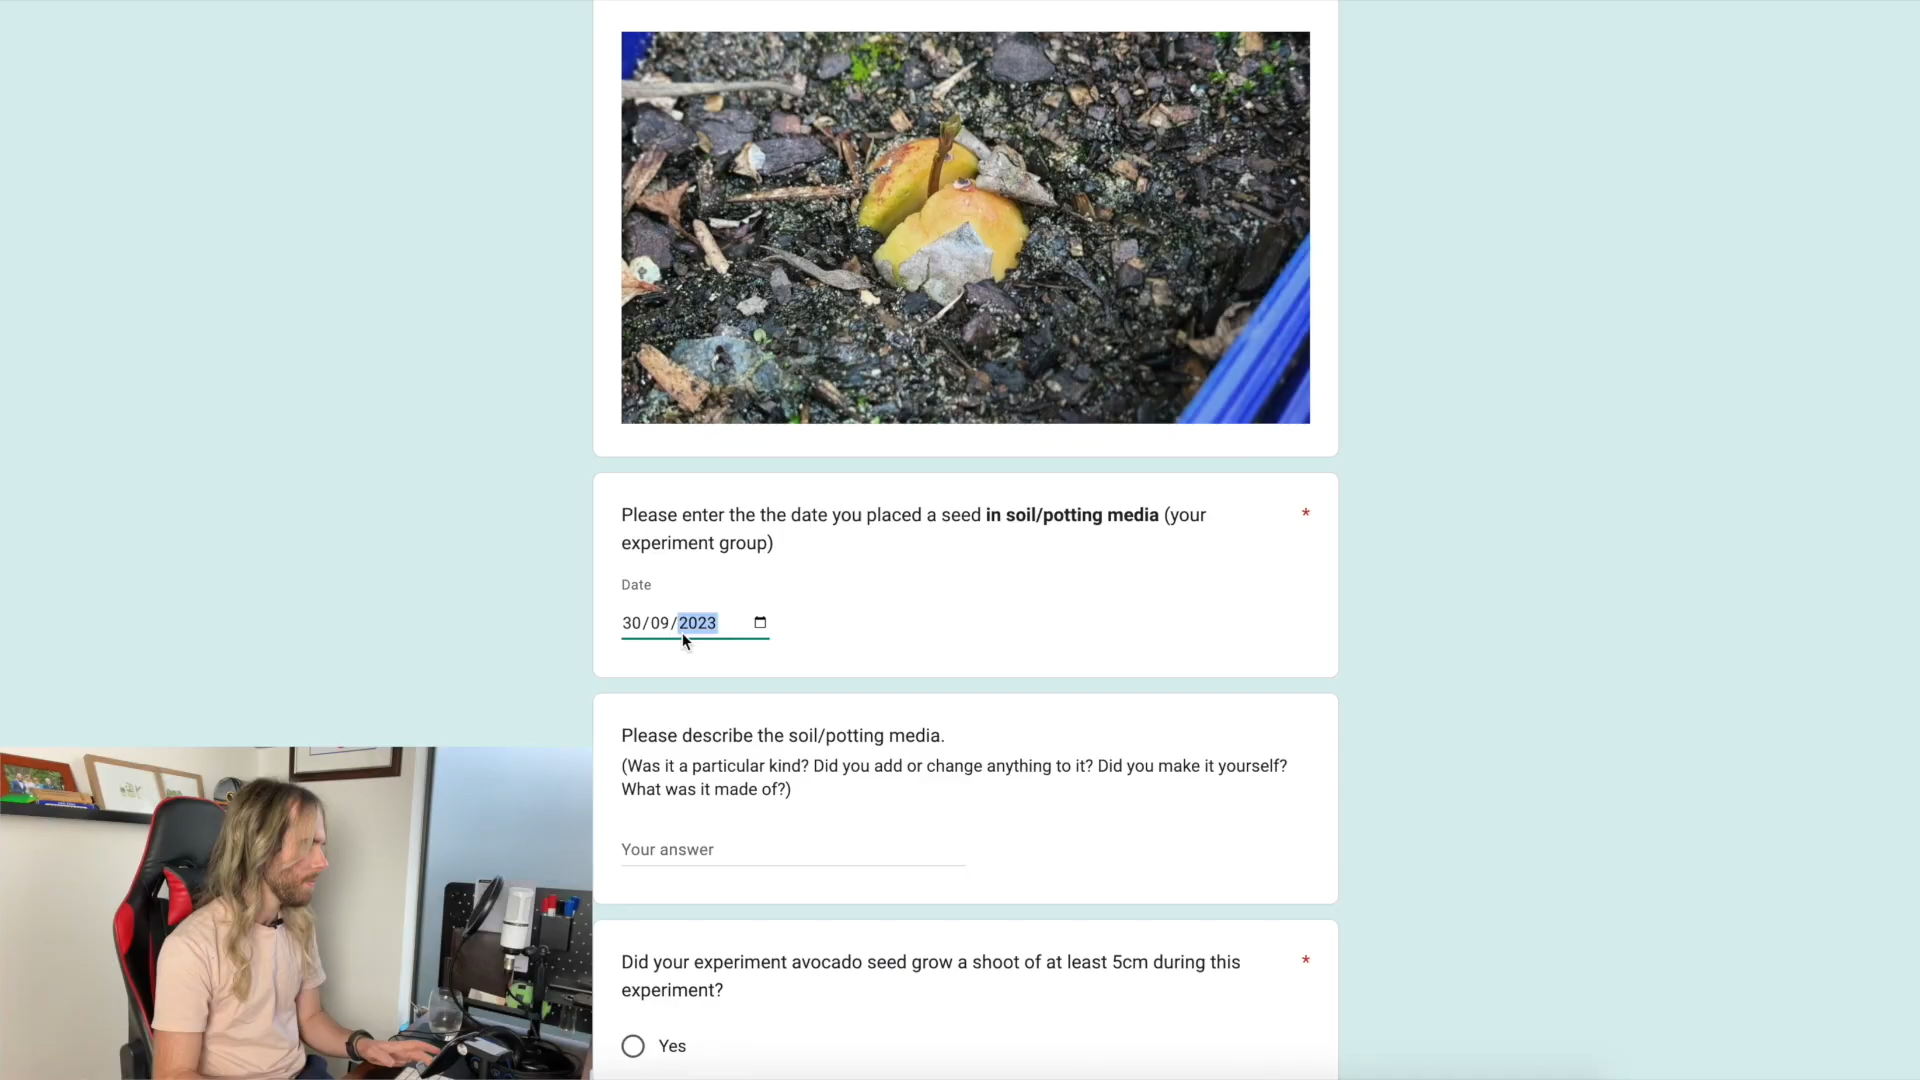 Please enter the the date you placed a seed in soil/potting media (your
experiment group)
*
Date
30/09/2023
Please describe the soil/potting media.
(Was it a particular kind? Did you add or change anything to it? Did you make it yourself?
What was it made of?)
Your answer
Did your experiment avocado seed grow a shoot of at least 5cm during this
experiment?
*
Yes